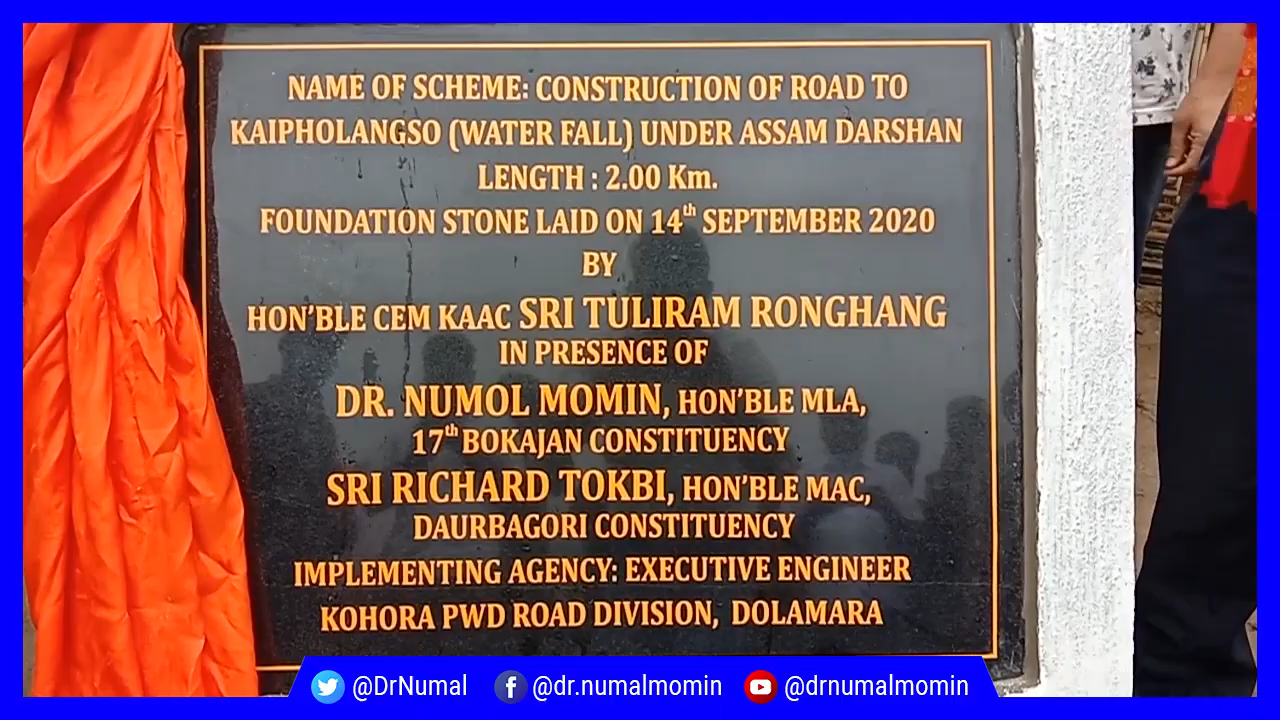 NAME OF SCHEME: CONSTRUCTION OF ROAD TO
KAIPHOLANGSO (WATER FALL) UNDER ASSAM DARSHAN
LENGTH : 2.00 Km.
FOUNDATION STONE LAID ON 14th SEPTEMBER 2020
BY
HON'BLE CEM KAAC SRI TULIRAM RONGHANG
IN PRESENCE OF
DR. NUMOL MOMIN, HON'BLE MLA,
17th BOKAJAN CONSTITUENCY
SRI RICHARD TOKBI, HON'BLE MAC,
DAURBAGORI CONSTITUENCY
IMPLEMENTING AGENCY: EXECUTIVE ENGINEER
KOHORA PWD ROAD DIVISION, DOLAMARA
@DrNumal @dr.numalmomin @drnumalmomin